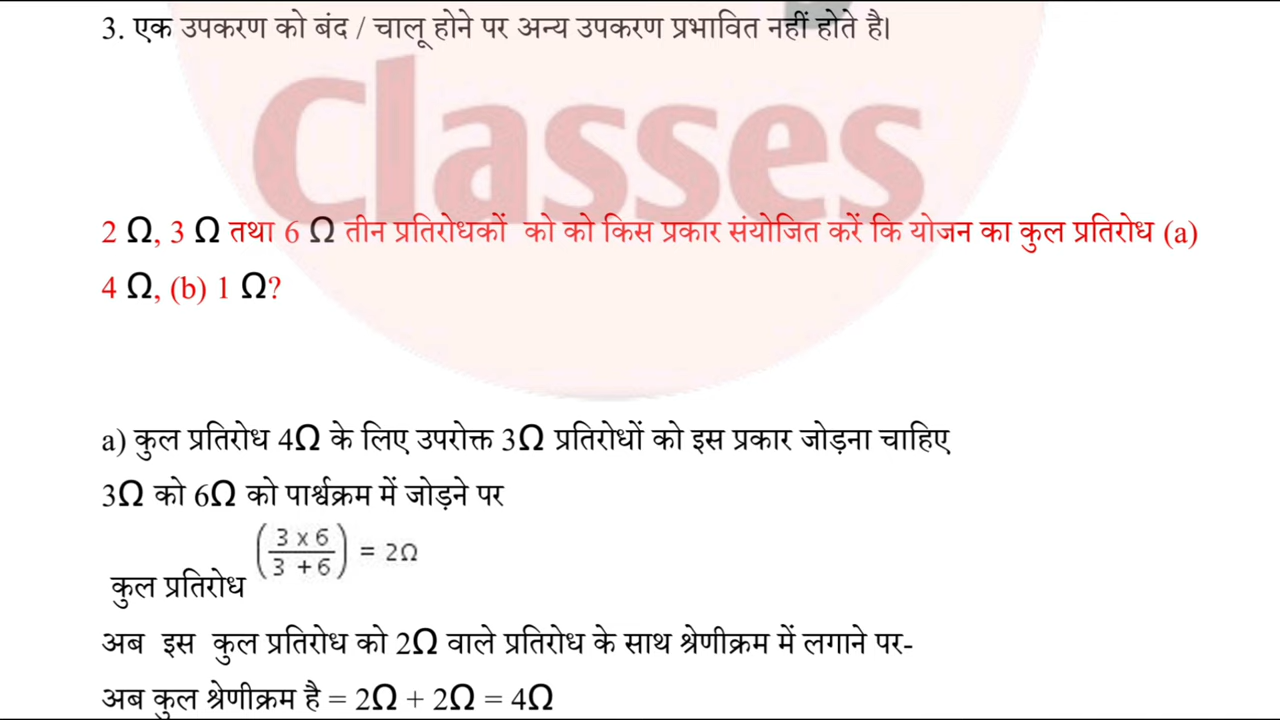 3. एक उपकरण को बंद / चालू होने पर अन्य उपकरण प्रभावित नहीं होते है।
Classes
2 Ω, 3 Ω तथा 6 Ω तीन प्रतिरोधकों को को किस प्रकार संयोजित करें कि योजन का कुल प्रतिरोध (a)
4 Ω, (b) 1 Ω?
a) कुल प्रतिरोध 4Ω के लिए उपरोक्त 3Ω प्रतिरोधों को इस प्रकार जोड़ना चाहिए
3Ω को 6Ω को पार्श्वक्रम में जोड़ने पर
कुल प्रतिरोध (3 x 6 / 3 + 6) = 2Ω
अब इस कुल प्रतिरोध को 2Ω वाले प्रतिरोध के साथ श्रेणीक्रम में लगाने पर-
अब कुल श्रेणीक्रम है = 2Ω + 2Ω = 4Ω